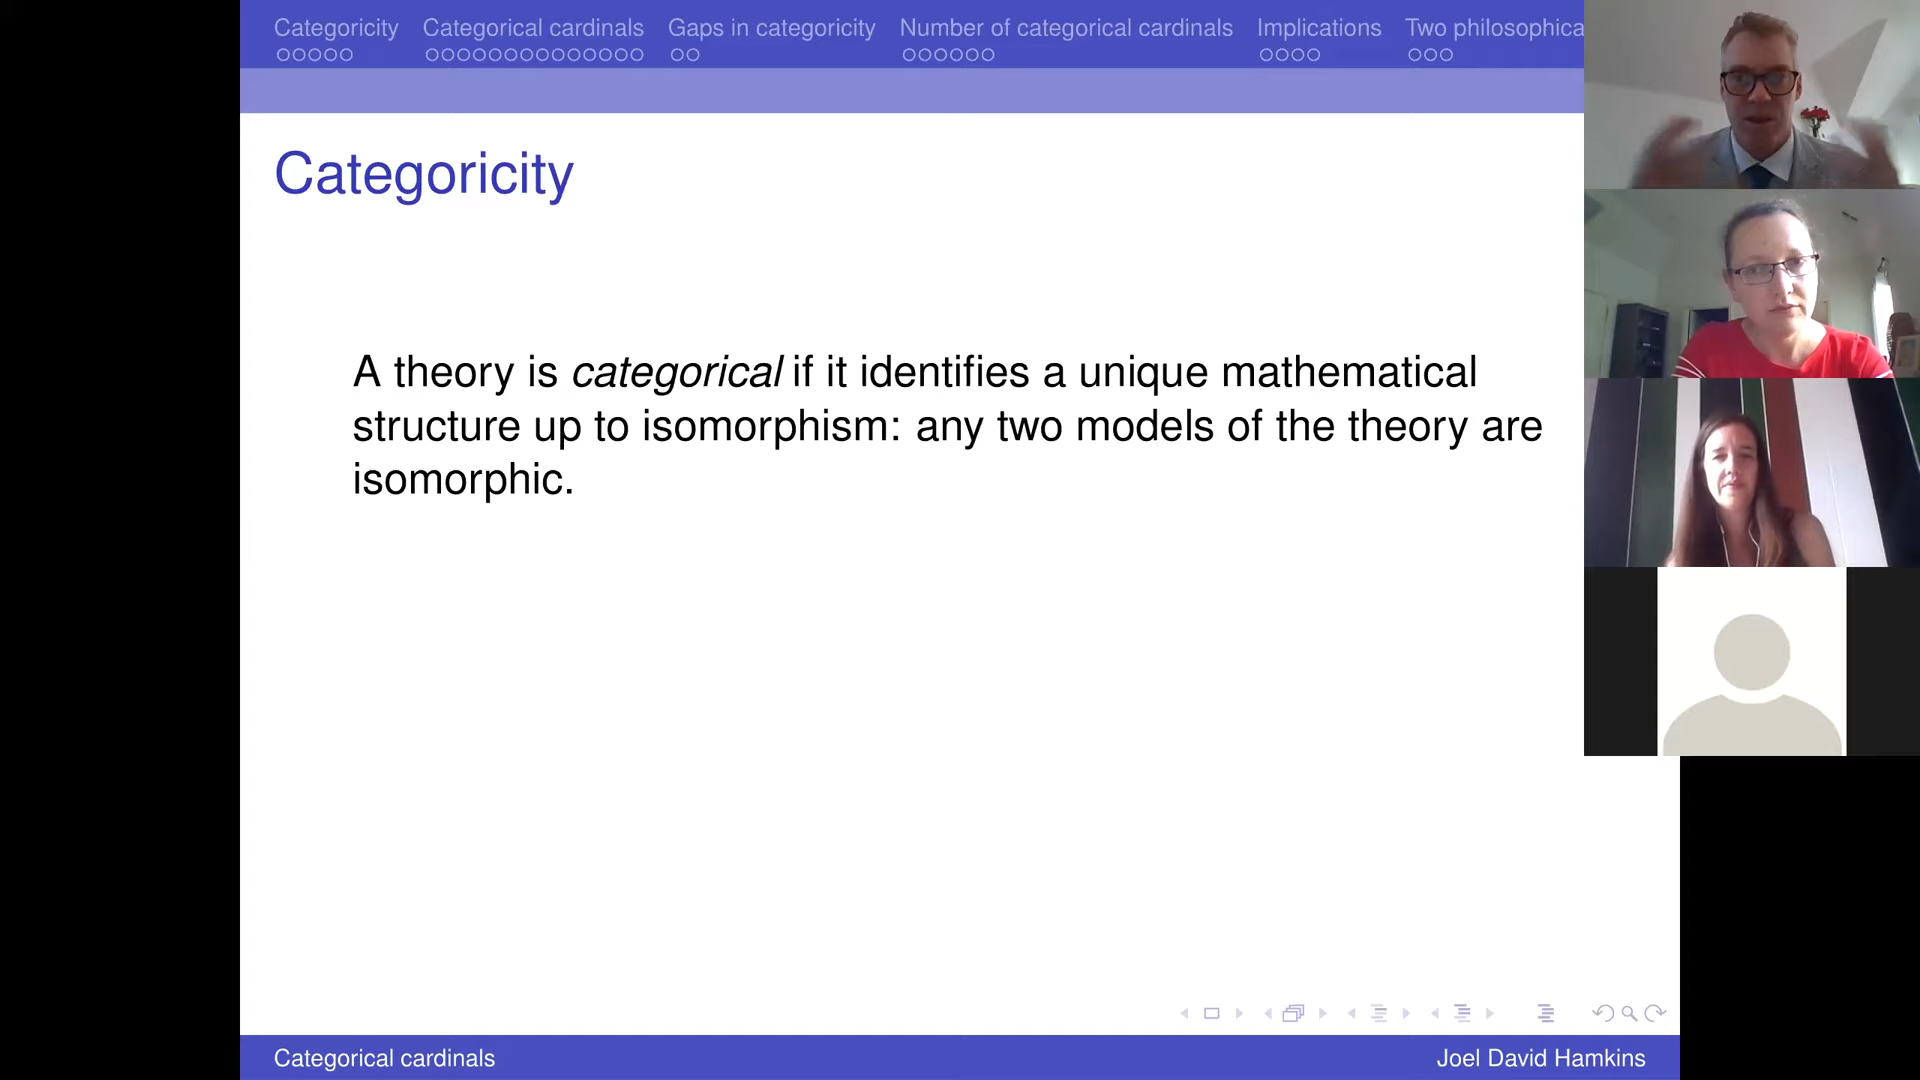 Categoricity Categorical cardinals Gaps in categoricity Number of categorical cardinals Implications Two philosophica
Categoricity
A theory is categorical if it identifies a unique mathematical
structure up to isomorphism: any two models of the theory are
isomorphic.
Categorical cardinals Joel David Hamkins